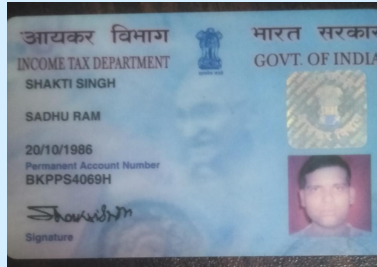 आयकर विभाग
भारत सरकार
INCOME TAX DEPARTMENT
GOVT. OF INDIA
SHAKTI SINGH
SADHU RAM
20/10/1986
Permanent Account Number
BKPPS4069H
Signature